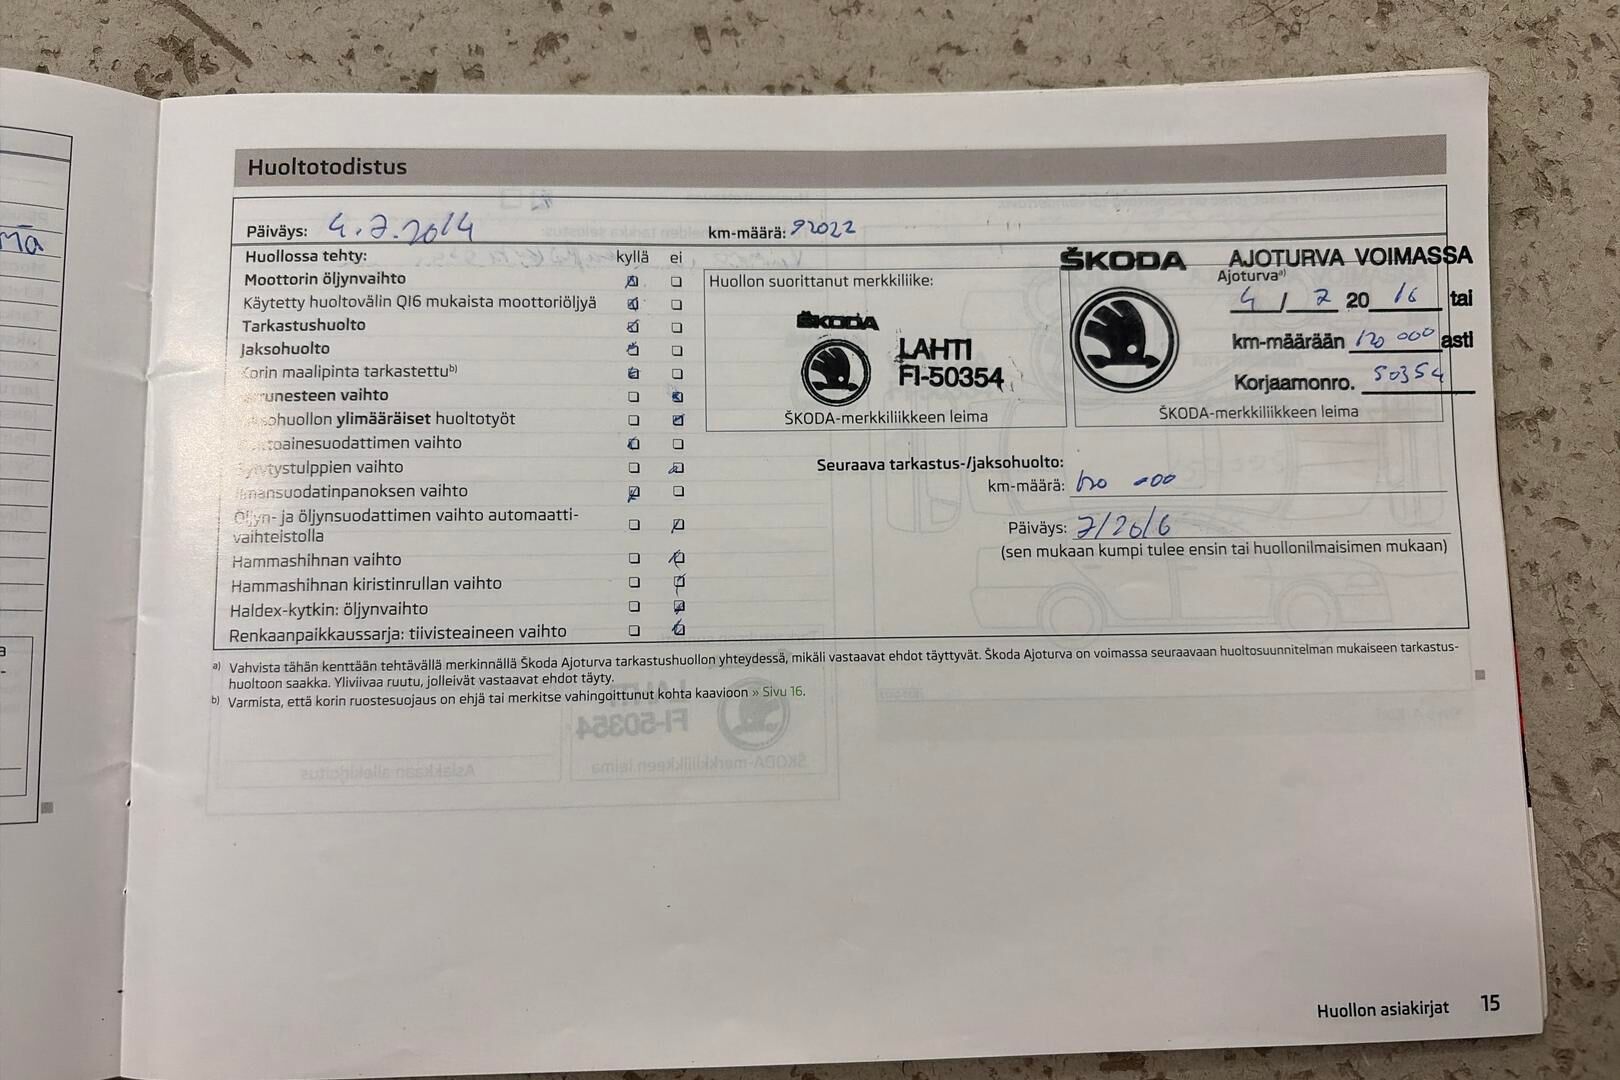 Huoltotodistus
Päiväys: 4.7.2014
km-määrä: 92022
Huollossa tehty: kyllä ei
Moottorin öljynvaihto
Käytetty huoltovälin QI6 mukaista moottoriöljyä
Tarkastushuolto
Jaksohuolto
Korin maalipinta tarkastettu b)
runesteen vaihto
sohuollon ylimääräiset huoltotyöt
toainesuodattimen vaihto
Sytytystulppien vaihto
Ilmansuodatinpanoksen vaihto
Öljyn- ja öljynsuodattimen vaihto automaatti-
vaihteistolla
Hammashihnan vaihto
Hammashihnan kiristinrullan vaihto
Haldex-kytkin: öljynvaihto
Renkaanpaikkaussarja: tiivisteaineen vaihto
Huollon suorittanut merkkiliike:
ŠKODA
LAHTI
FI-50354
ŠKODA-merkkiliikkeen leima
ŠKODA AJOTURVA VOIMASSA
Ajoturva a)
4 / 7 20 16 tai
km-määrään 120 000 asti
Korjaamonro. 50354
ŠKODA-merkkiliikkeen leima
Seuraava tarkastus-/jaksohuolto:
km-määrä: 120 000
Päiväys: 7/2016
(sen mukaan kumpi tulee ensin tai huollonilmaisimen mukaan)
a) Vahvista tähän kenttään tehtävällä merkinnällä Škoda Ajoturva tarkastushuollon yhteydessä, mikäli vastaavat ehdot täyttyvät. Škoda Ajoturva on voimassa seuraavaan huoltosuunnitelman mukaiseen tarkastus-
huoltoon saakka. Yliviivaa ruutu, jolleivät vastaavat ehdot täyty.
b) Varmista, että korin ruostesuojaus on ehjä tai merkitse vahingoittunut kohta kaavioon » Sivu 16.
Huollon asiakirjat 15